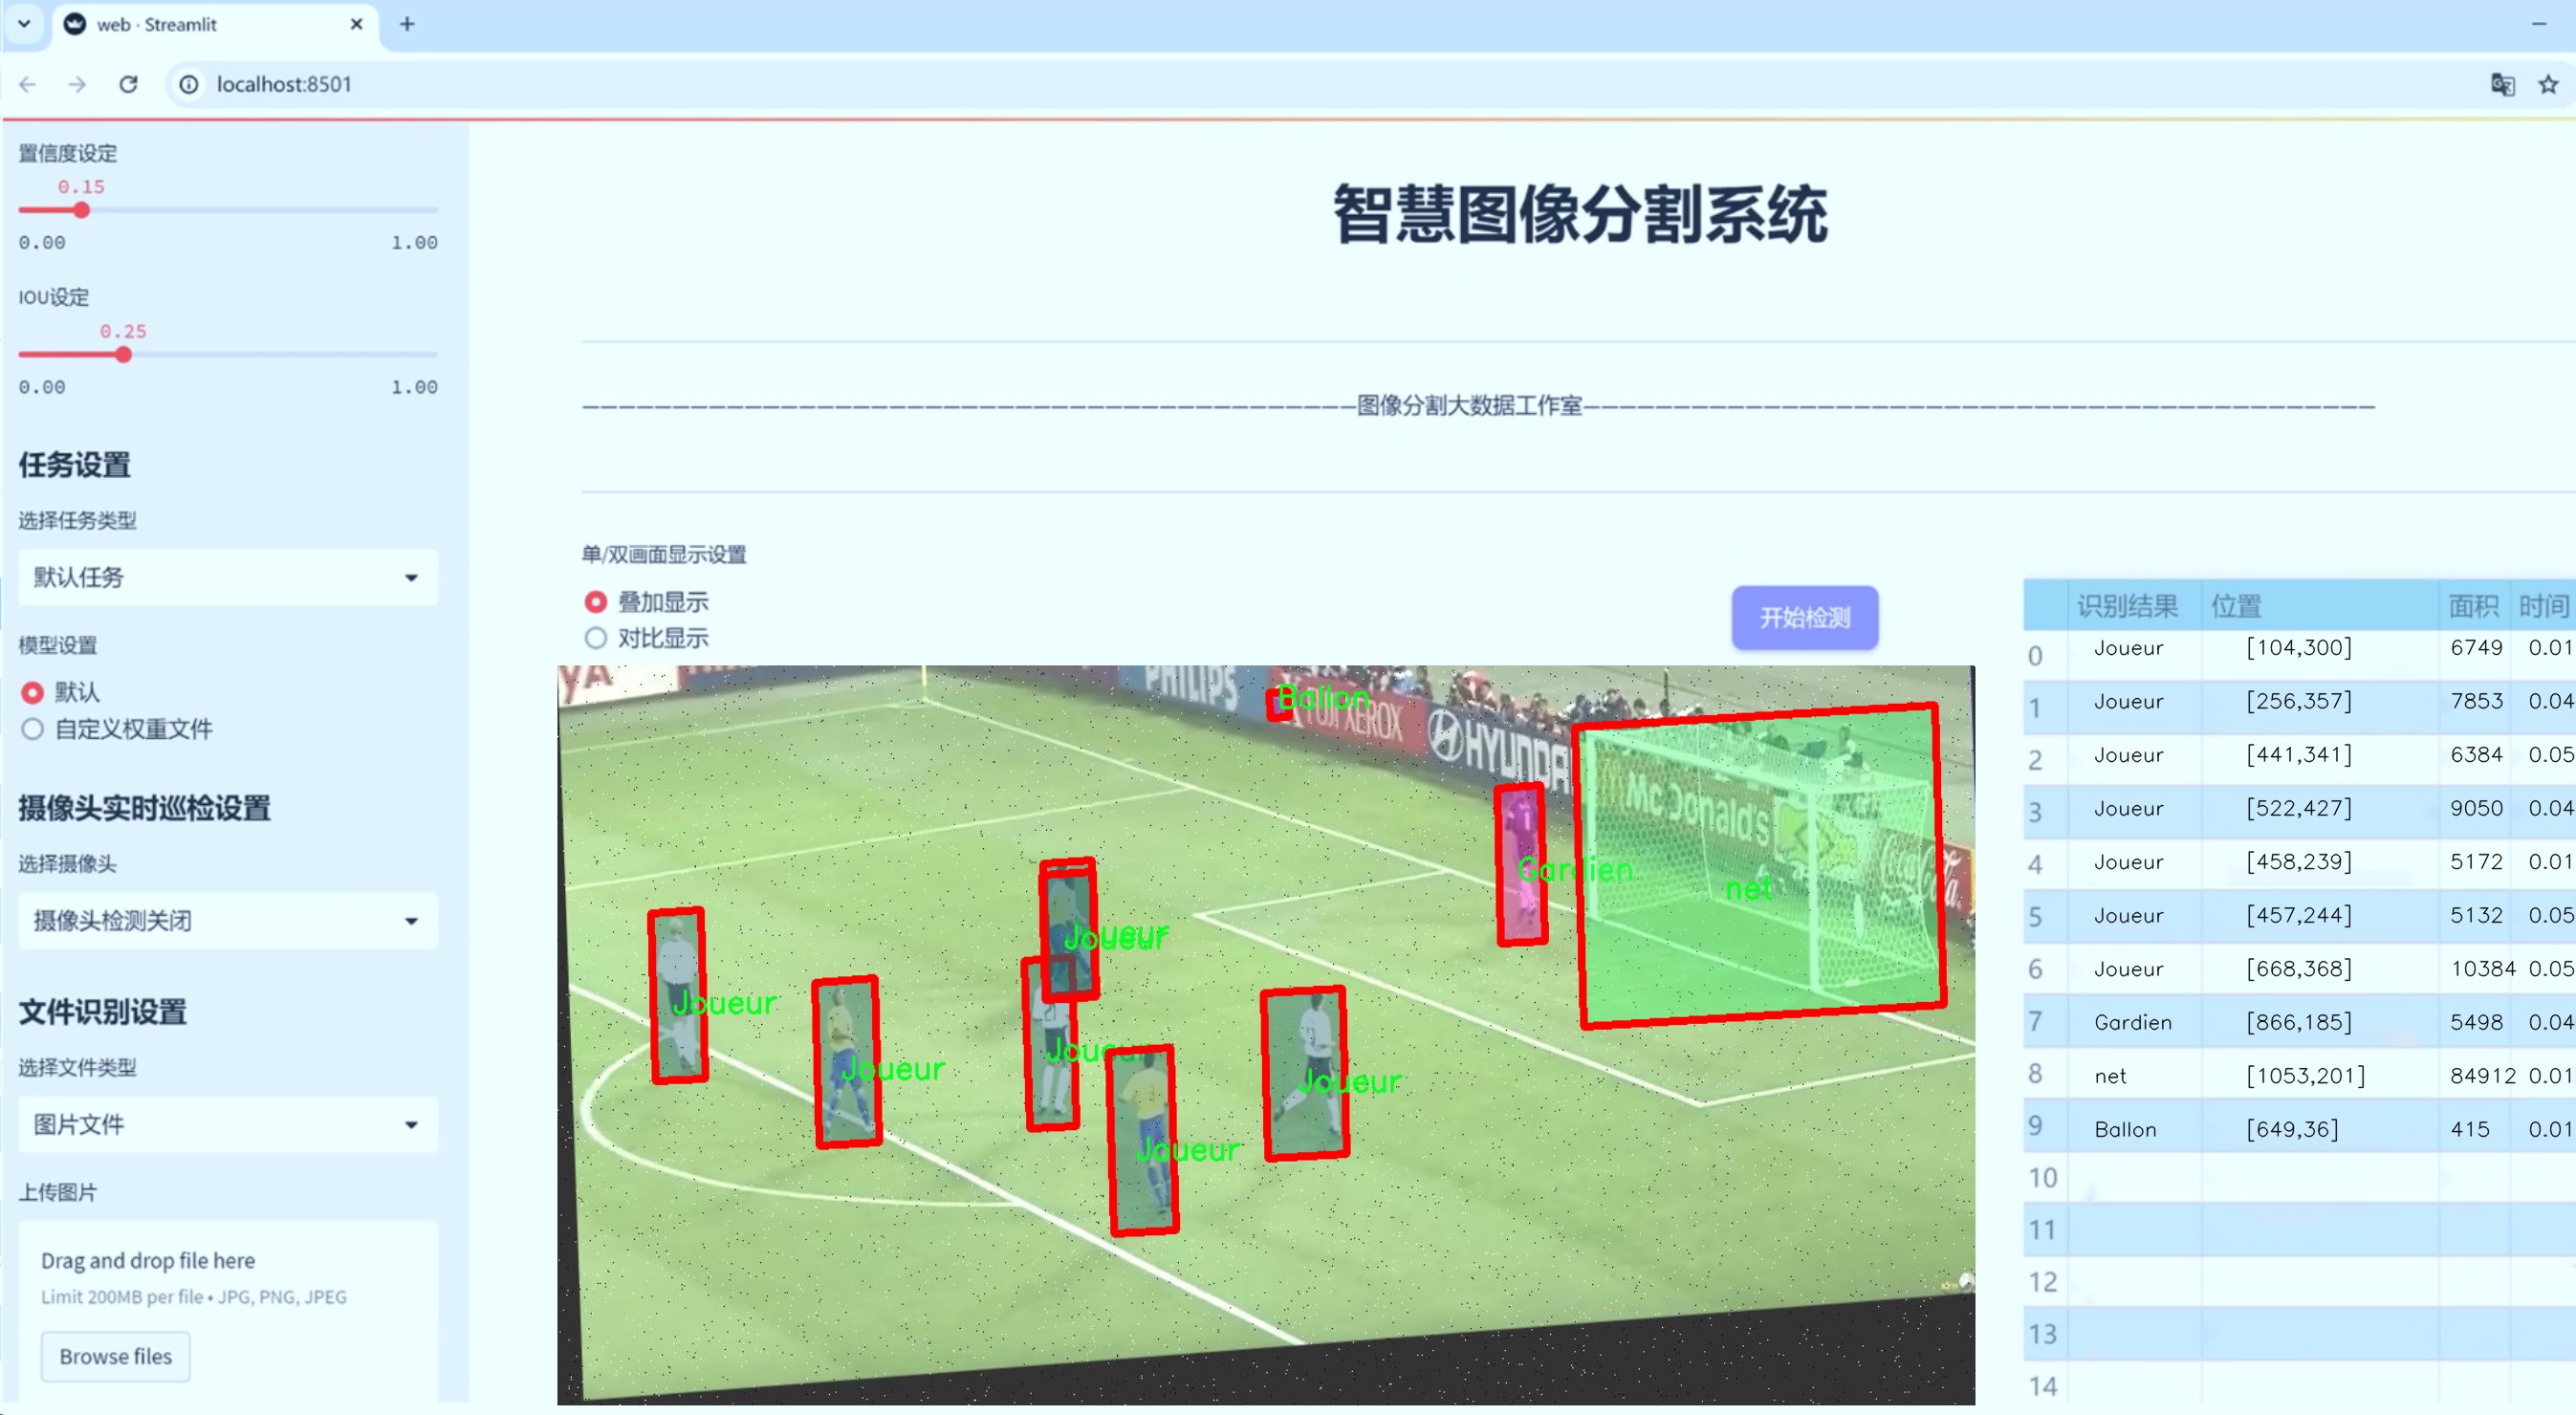 web · Streamlit
localhost:8501
置信度设定
0.15
0.00 1.00
IOU设定
0.25
0.00 1.00
任务设置
选择任务类型
默认任务
模型设置
默认
自定义权重文件
摄像头实时巡检设置
选择摄像头
摄像头检测关闭
文件识别设置
选择文件类型
图片文件
上传图片
Drag and drop file here
Limit 200MB per file • JPG, PNG, JPEG
Browse files
智慧图像分割系统
————————————————————————————————————————————图像分割大数据工作室————————————————————————————————————————————
单/双画面显示设置
叠加显示
对比显示
开始检测
YA
PHILIPS
Ballon
FUJI XEROX
HYUNDAI
McDonald's
Coca-Cola
Gardien
net
Joueur
Joueur
Joueur
Joueur
Joueur
Joueur
Joueur
识别结果 位置 面积 时间
0 Joueur [104,300] 6749 0.01
1 Joueur [256,357] 7853 0.04
2 Joueur [441,341] 6384 0.05
3 Joueur [522,427] 9050 0.04
4 Joueur [458,239] 5172 0.01
5 Joueur [457,244] 5132 0.05
6 Joueur [668,368] 10384 0.05
7 Gardien [866,185] 5498 0.04
8 net [1053,201] 84912 0.01
9 Ballon [649,36] 415 0.01
10
11
12
13
14